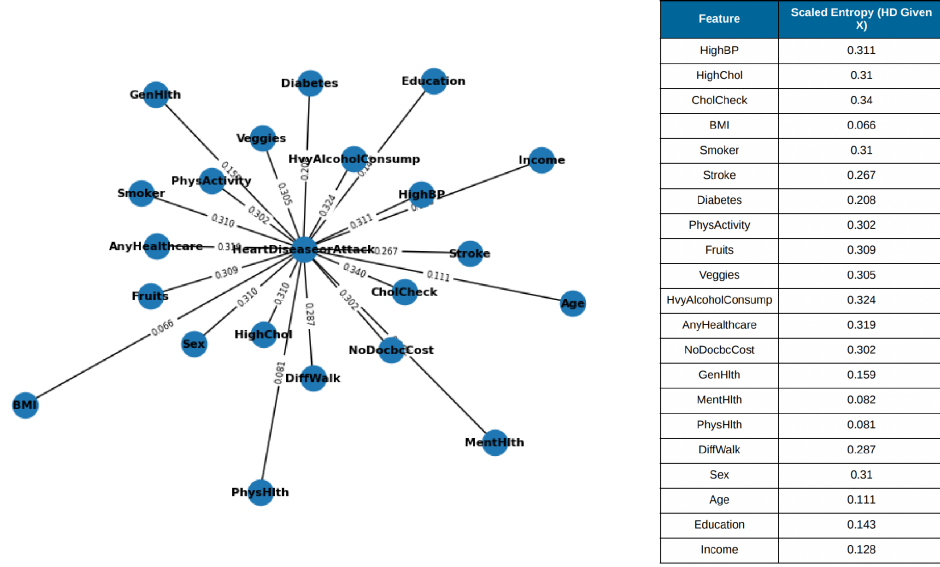 Diabetes
Education
GenHlth
Veggies
HvyAlcoholConsump
Income
PhysActivity
Smoker
HighBP
0.305
0.324
0.302
0.310
0.311
AnyHealthcare
HeartDiseaseorAttack
0.267
Stroke
0.309
0.340
0.111
Fruits
CholCheck
Age
0.310
0.310
0.302
0.287
0.066
Sex
HighChol
NoDocbcCost
0.081
DiffWalk
BMI
MentHlth
PhysHlth
Feature Scaled Entropy (HD Given
X)
HighBP 0.311
HighChol 0.31
CholCheck 0.34
BMI 0.066
Smoker 0.31
Stroke 0.267
Diabetes 0.208
PhysActivity 0.302
Fruits 0.309
Veggies 0.305
HvyAlcoholConsump 0.324
AnyHealthcare 0.319
NoDocbcCost 0.302
GenHlth 0.159
MentHlth 0.082
PhysHlth 0.081
DiffWalk 0.287
Sex 0.31
Age 0.111
Education 0.143
Income 0.128